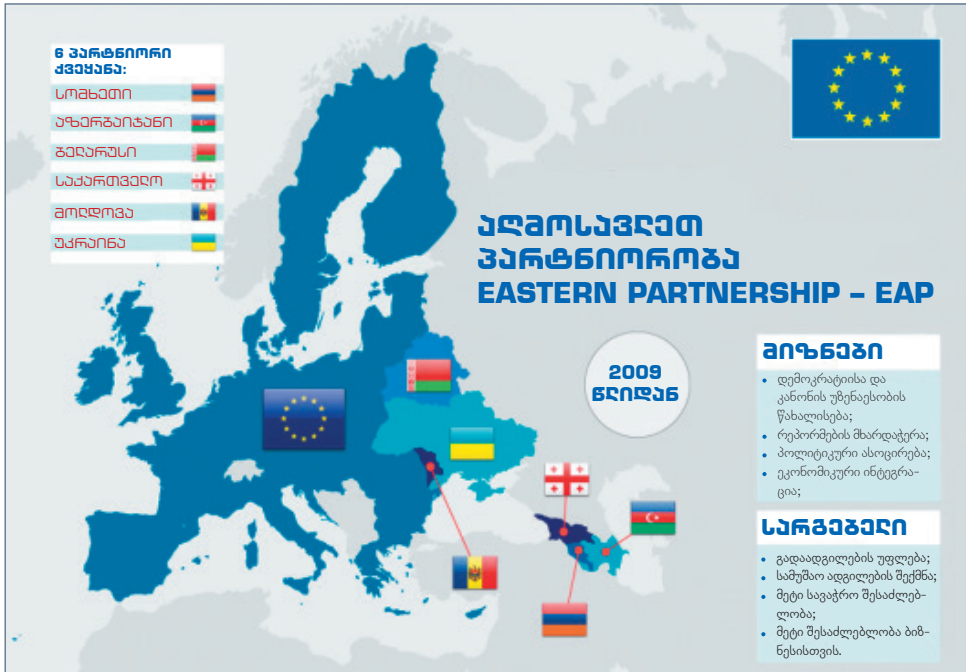 6 პარტნიორი
ქვეყანა:
სომხეთი
აზერბაიჯანი
ბელარუსი
საქართველო
მოლდოვა
უკრაინა
აღმოსავლეთ
პარტნიორობა
EASTERN PARTNERSHIP – EAP
2009
წლიდან
მიზნები
• დემოკრატიისა და
კანონის უზენაესობის
წახალისება;
• რეპორმების მხარდაჭერა;
• პოლიტიკური ასოცირება;
• ეკონომიკური ინტეგრა-
ცია;
სარგებელი
• გადაადგილების უფლება;
• სამუშაო ადგილების შექმნა;
• მეტი სავაჭრო შესაძლებ-
ლობა;
• მეტი შესაძლებლობა ბიზ-
ნესისთვის.